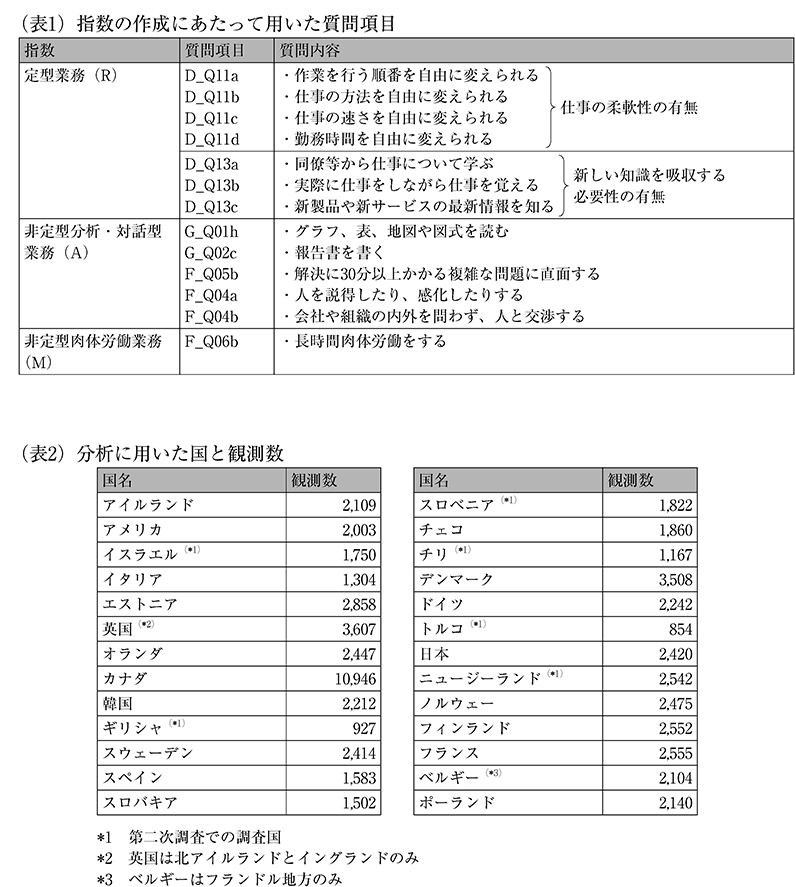 （表1）指数の作成にあたって用いた質問項目
指数 質問項目 質問内容
定型業務（R） D_Q11a ・作業を行う順番を自由に変えられる
D_Q11b ・仕事の方法を自由に変えられる
仕事の柔軟性の有無
D_Q11c ・仕事の速さを自由に変えられる
D_Q11d ・勤務時間を自由に変えられる
D_Q13a ・同僚等から仕事について学ぶ
新しい知識を吸収する
D_Q13b ・実際に仕事をしながら仕事を覚える
必要性の有無
D_Q13c ・新製品や新サービスの最新情報を知る
非定型分析・対話型 G_Q01h ・グラフ、表、地図や図式を読む
業務（A） G_Q02c ・報告書を書く
F_Q05b ・解決に30分以上かかる複雑な問題に直面する
F_Q04a ・人を説得したり、感化したりする
F_Q04b ・会社や組織の内外を問わず、人と交渉する
非定型肉体労働業務 F_Q06b ・長時間肉体労働をする
（M）
（表2）分析に用いた国と観測数
国名 観測数
アイルランド 2,109
アメリカ 2,003
イスラエル（*1） 1,750
イタリア 1,304
エストニア 2,858
英国（*2） 3,607
オランダ 2,447
カナダ 10,946
韓国 2,212
ギリシャ（*1） 927
スウェーデン 2,414
スペイン 1,583
スロバキア 1,502
国名 観測数
スロベニア（*1） 1,822
チェコ 1,860
チリ（*1） 1,167
デンマーク 3,508
ドイツ 2,242
トルコ（*1） 854
日本 2,420
ニュージーランド（*1） 2,542
ノルウェー 2,475
フィンランド 2,552
フランス 2,555
ベルギー（*3） 2,104
ポーランド 2,140
*1 第二次調査での調査国
*2 英国は北アイルランドとイングランドのみ
*3 ベルギーはフランドル地方のみ